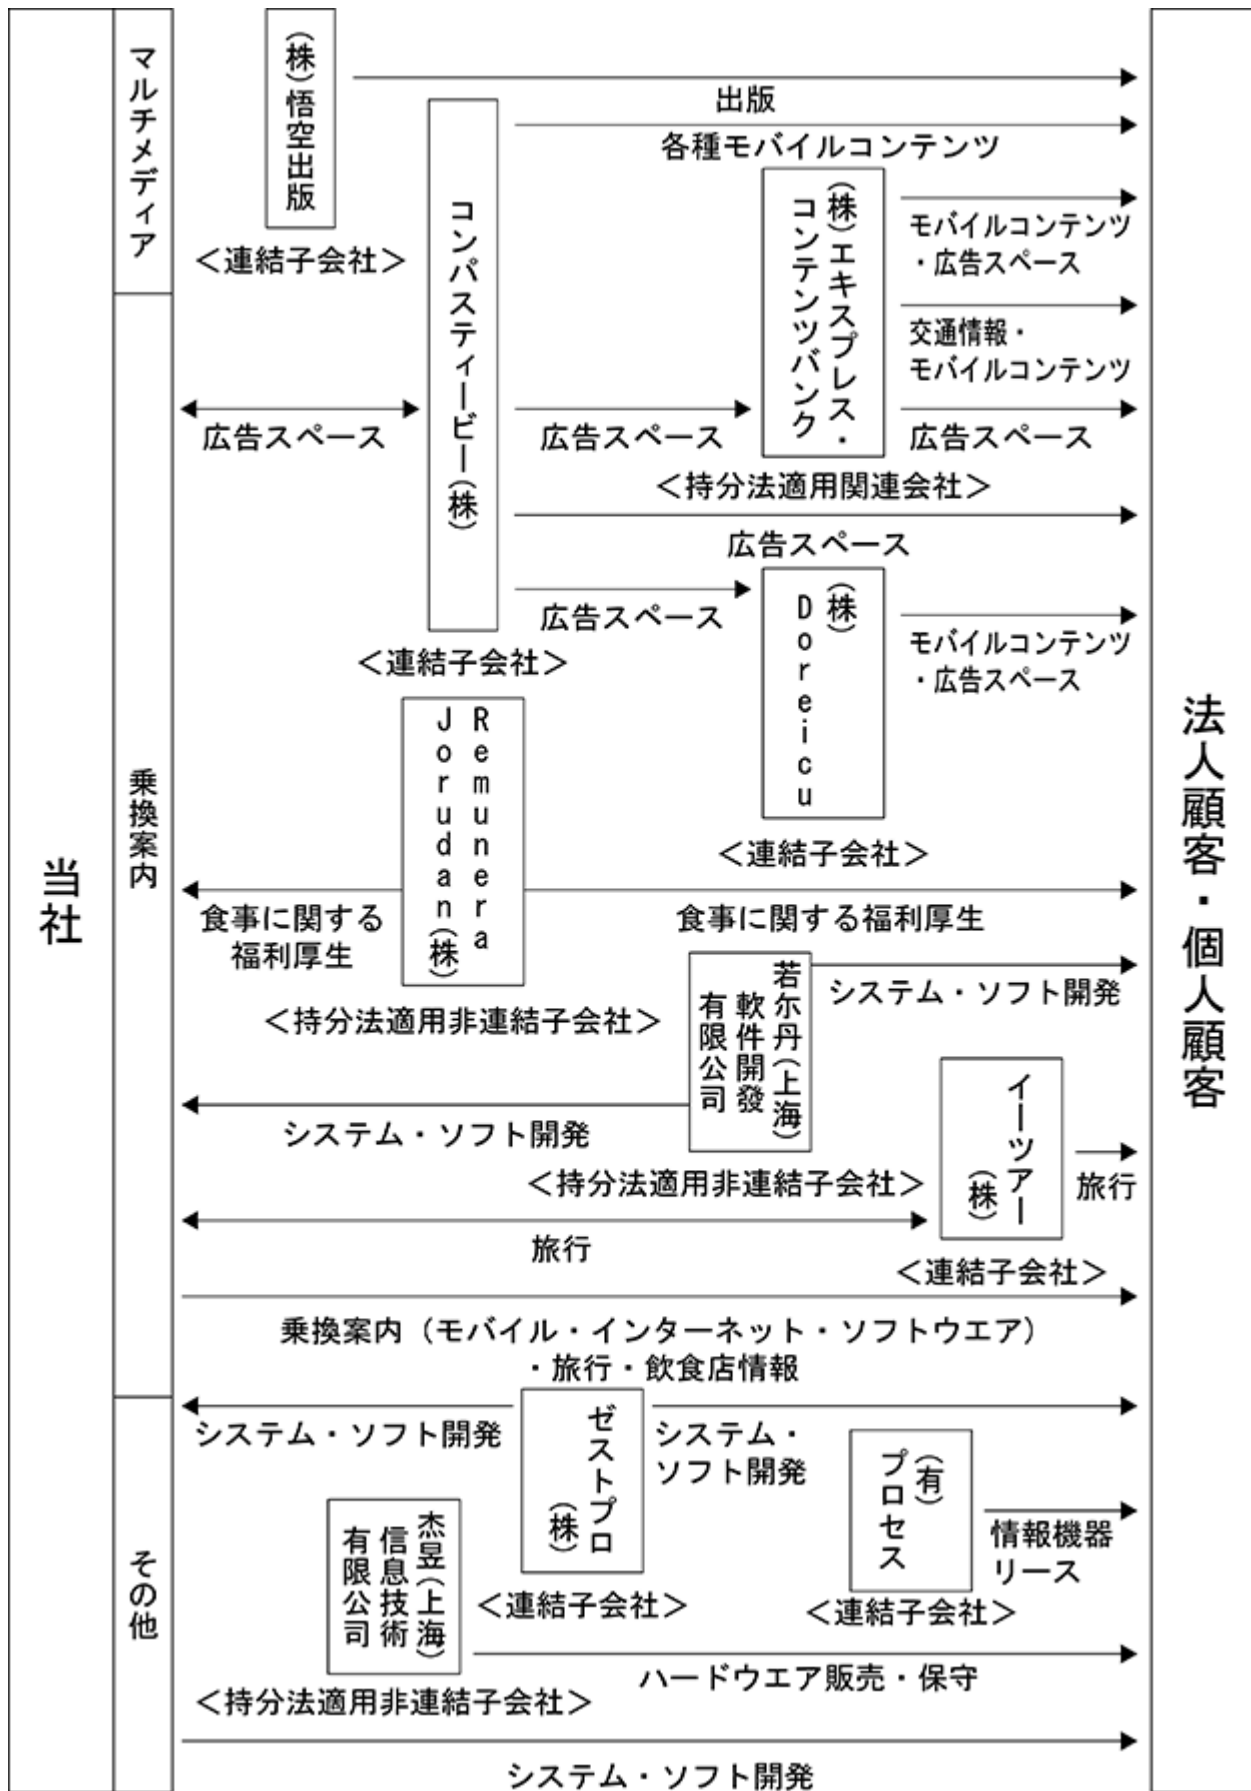 当社
マルチメディア
(株)悟空出版
<連結子会社>
出版
各種モバイルコンテンツ
コンパスティービー(株)
<連結子会社>
(株)エキスプレス・
コンテンツバンク
<持分法適用関連会社>
モバイルコンテンツ
・広告スペース
交通情報・
モバイルコンテンツ
広告スペース
広告スペース
広告スペース
広告スペース
広告スペース
(株)
Doreicu
<連結子会社>
モバイルコンテンツ
・広告スペース
乗換案内
Remunera
Jorudan(株)
<持分法適用非連結子会社>
食事に関する
福利厚生
食事に関する福利厚生
若尓丹(上海)
軟件開發
有限公司
<持分法適用非連結子会社>
システム・ソフト開発
システム・ソフト開発
イーツアー
(株)
<連結子会社>
旅行
旅行
乗換案内(モバイル・インターネット・ソフトウエア)
・旅行・飲食店情報
その他
ゼストプロ
(株)
<連結子会社>
システム・ソフト開発
システム・
ソフト開発
(有)
プロセス
<連結子会社>
情報機器
リース
杰昱(上海)
信息技術
有限公司
<持分法適用非連結子会社>
ハードウエア販売・保守
システム・ソフト開発
法人顧客・個人顧客